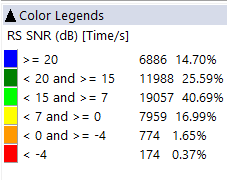 Color Legends
RS SNR (dB) [Time/s]
>= 20 6886 14.70%
< 20 and >= 15 11988 25.59%
< 15 and >= 7 19057 40.69%
< 7 and >= 0 7959 16.99%
< 0 and >= -4 774 1.65%
< -4 174 0.37%